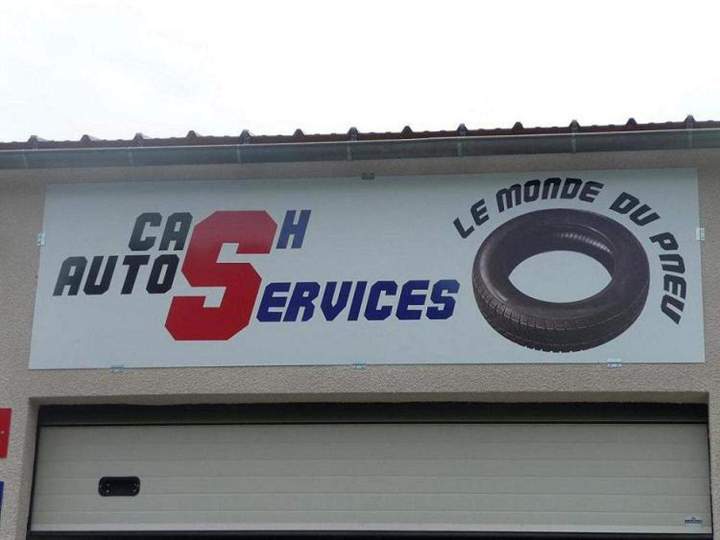 CASH
AUTO SERVICES
LE MONDE DU PNEU